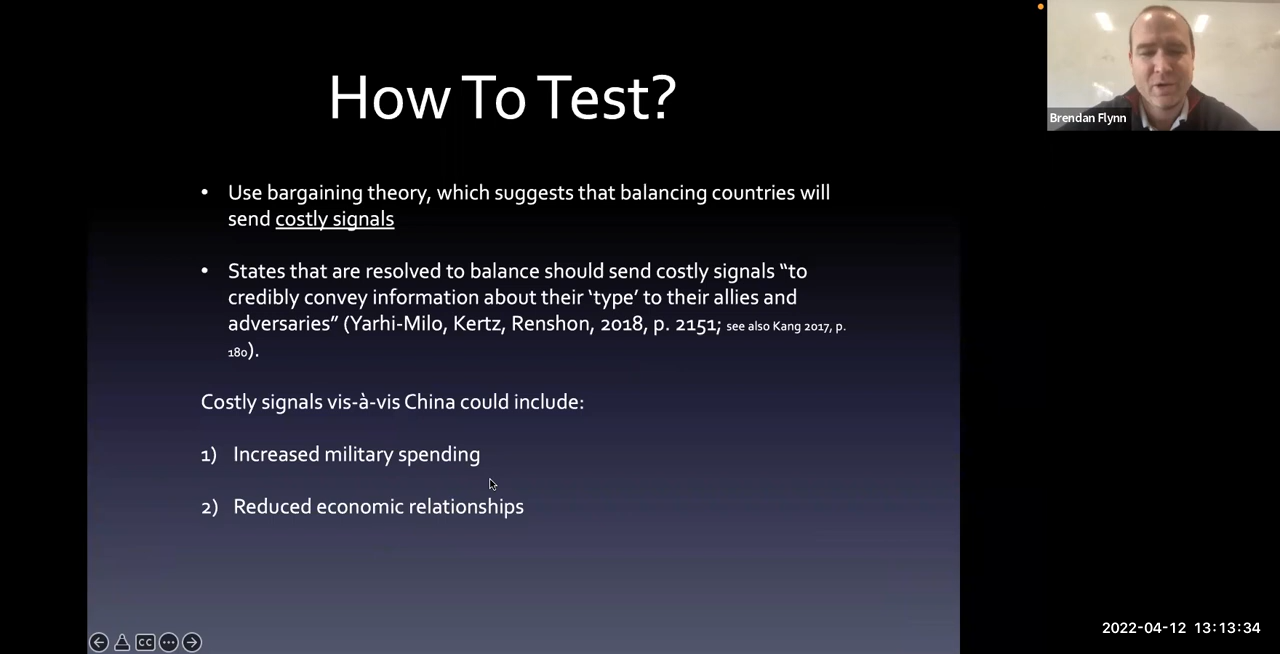 How To Test?
Brendan Flynn
• Use bargaining theory, which suggests that balancing countries will
send costly signals
• States that are resolved to balance should send costly signals “to
credibly convey information about their ‘type’ to their allies and
adversaries” (Yarhi-Milo, Kertz, Renshon, 2018, p. 2151; see also Kang 2017, p.
180).
Costly signals vis-à-vis China could include:
1) Increased military spending
2) Reduced economic relationships
CC
2022-04-12 13:13:34